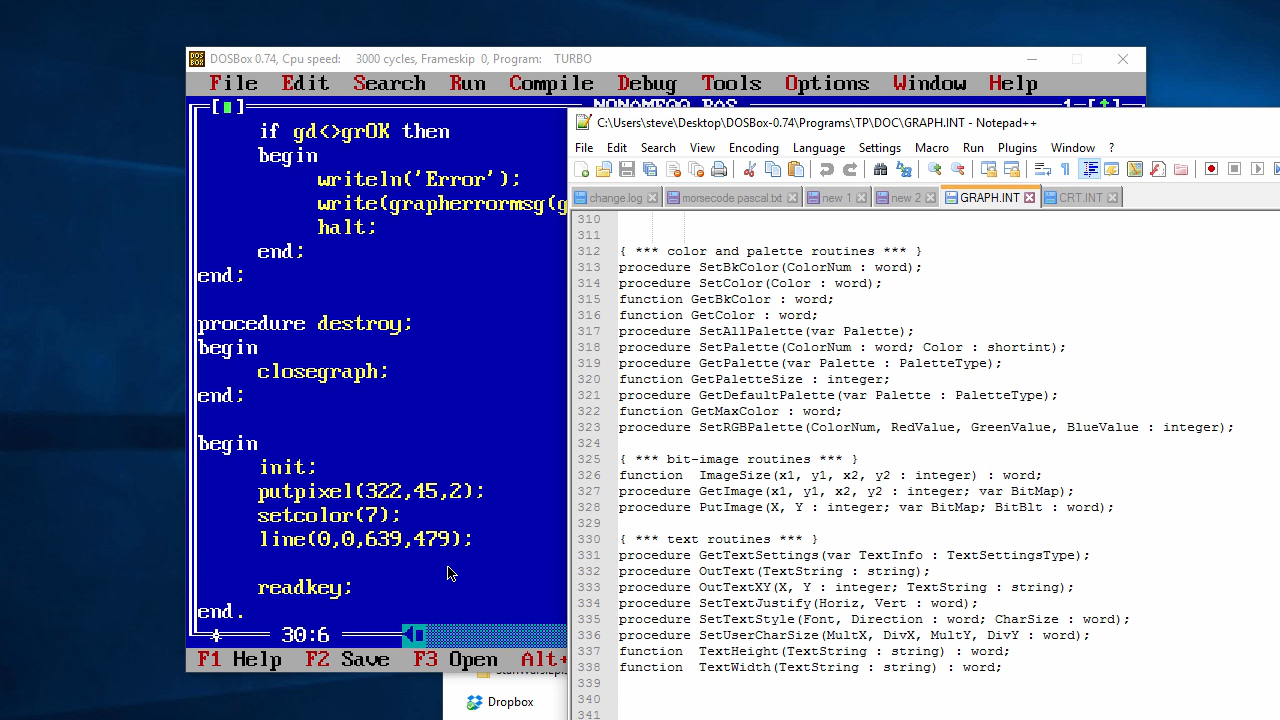 DOSBox 0.74, Cpu speed: 3000 cycles, Frameskip 0, Program: TURBO
File Edit Search Run Compile Debug Tools Options Window Help
NONAME00.PAS 1
if gd<>grOK then
begin
writeln('Error');
write(grapherrormsg(g
halt;
end;
end;
procedure destroy;
begin
closegraph;
end;
begin
init;
putpixel(322,45,2);
setcolor(7);
line(0,0,639,479);
readkey;
end.
30:6
F1 Help F2 Save F3 Open Alt+
Dropbox
C:\Users\steve\Desktop\DOSBox-0.74\Programs\TP\DOC\GRAPH.INT - Notepad++
File Edit Search View Encoding Language Settings Macro Run Plugins Window ?
change.log morsecode pascal.txt new 1 new 2 GRAPH.INT CRT.INT
310
311
312 { *** color and palette routines *** }
313 procedure SetBkColor(ColorNum : word);
314 procedure SetColor(Color : word);
315 function GetBkColor : word;
316 function GetColor : word;
317 procedure SetAllPalette(var Palette);
318 procedure SetPalette(ColorNum : word; Color : shortint);
319 procedure GetPalette(var Palette : PaletteType);
320 function GetPaletteSize : integer;
321 procedure GetDefaultPalette(var Palette : PaletteType);
322 function GetMaxColor : word;
323 procedure SetRGBPalette(ColorNum, RedValue, GreenValue, BlueValue : integer);
324
325 { *** bit-image routines *** }
326 function ImageSize(x1, y1, x2, y2 : integer) : word;
327 procedure GetImage(x1, y1, x2, y2 : integer; var BitMap);
328 procedure PutImage(X, Y : integer; var BitMap; BitBlt : word);
329
330 { *** text routines *** }
331 procedure GetTextSettings(var TextInfo : TextSettingsType);
332 procedure OutText(TextString : string);
333 procedure OutTextXY(X, Y : integer; TextString : string);
334 procedure SetTextJustify(Horiz, Vert : word);
335 procedure SetTextStyle(Font, Direction : word; CharSize : word);
336 procedure SetUserCharSize(MultX, DivX, MultY, DivY : word);
337 function TextHeight(TextString : string) : word;
338 function TextWidth(TextString : string) : word;
339
340
341